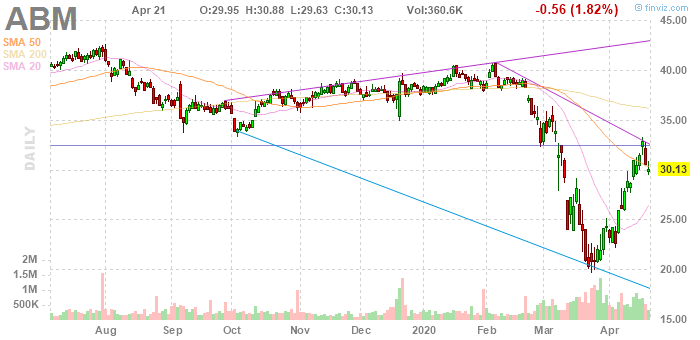 ABM
Apr 21 O:29.95 H:30.88 L:29.63 C:30.13 Vol:360.6K -0.56 (1.82%)
© finviz.com
SMA 50
SMA 200
SMA 20
DAILY
45.00
40.00
35.00
30.13
25.00
20.00
15.00
2M
1.5M
1M
500K
Aug Sep Oct Nov Dec 2020 Feb Mar Apr